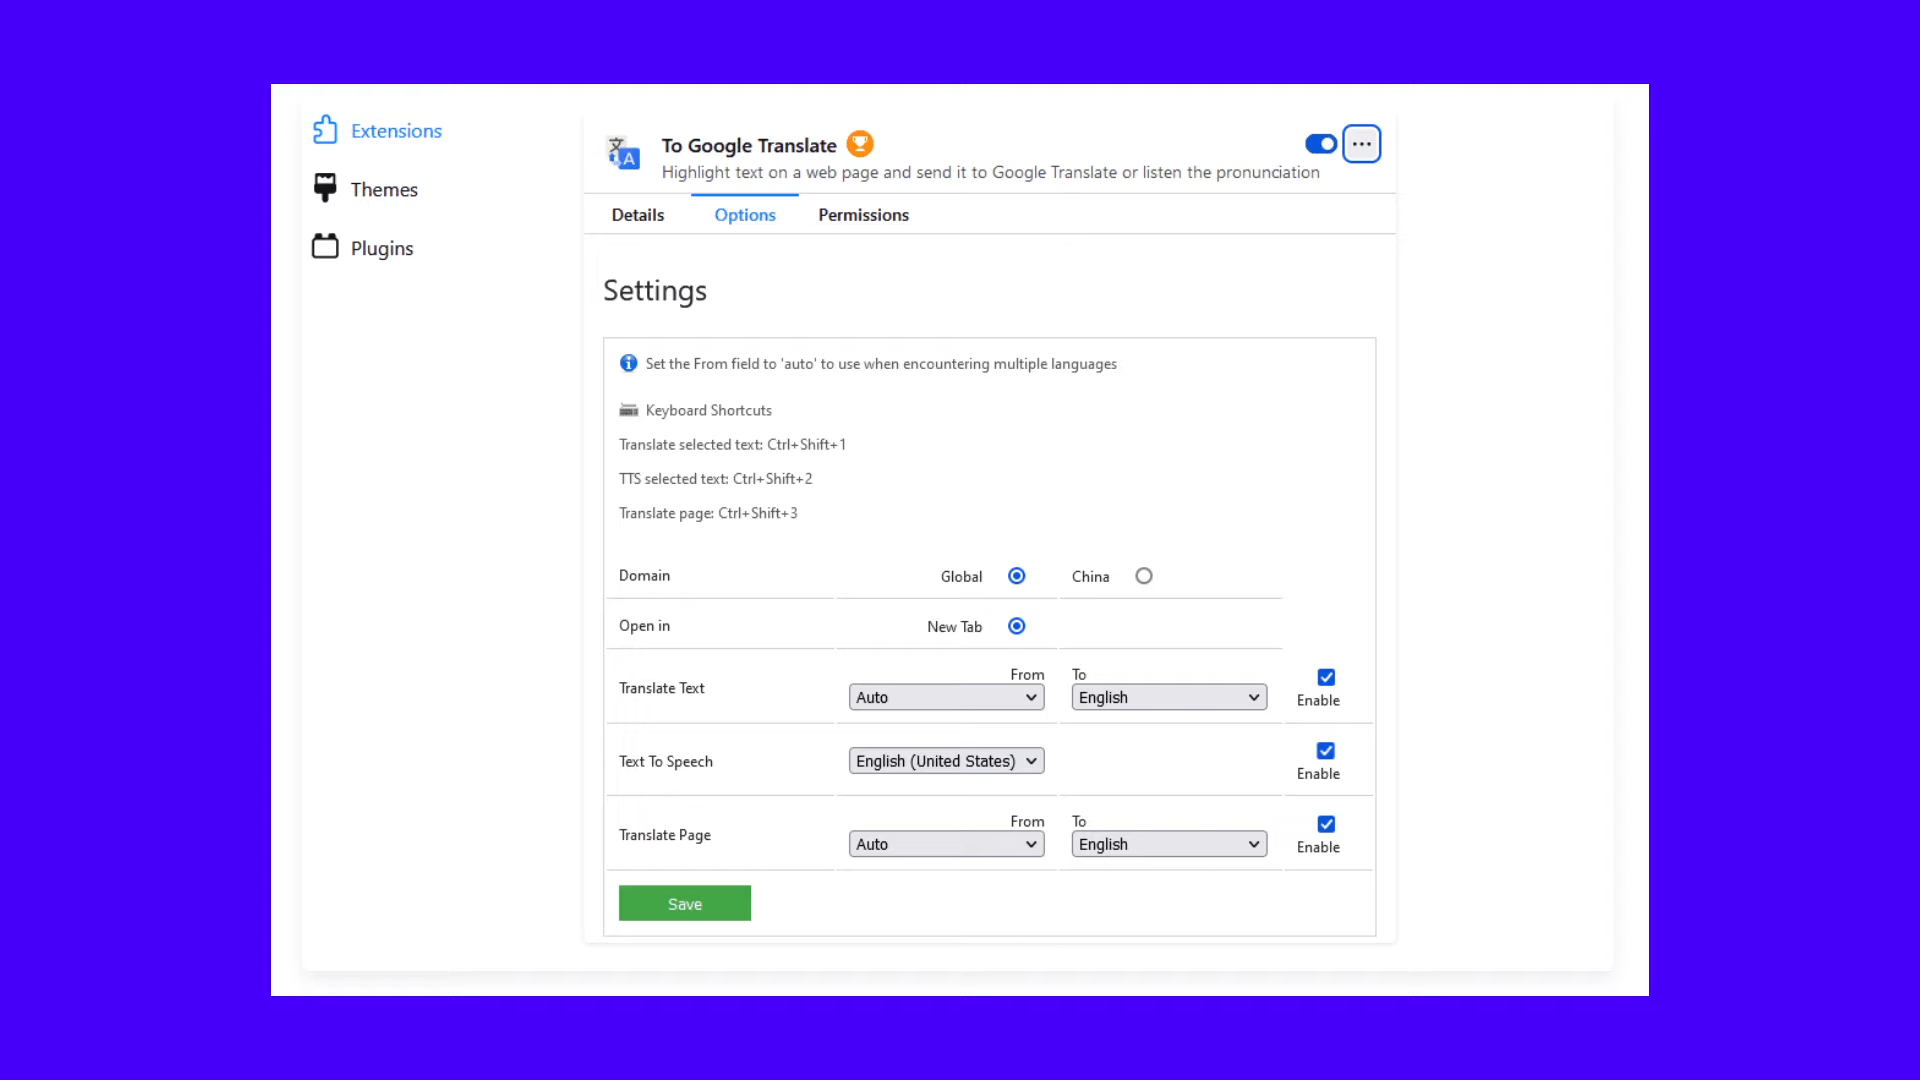 Extensions
Themes
Plugins
To Google Translate
Highlight text on a web page and send it to Google Translate or listen the pronunciation
Details Options Permissions
Settings
Set the From field to 'auto' to use when encountering multiple languages
Keyboard Shortcuts
Translate selected text: Ctrl+Shift+1
TTS selected text: Ctrl+Shift+2
Translate page: Ctrl+Shift+3
Domain Global China
Open in New Tab
From To
Translate Text Auto English Enable
Text To Speech English (United States) Enable
From To
Translate Page Auto English Enable
Save